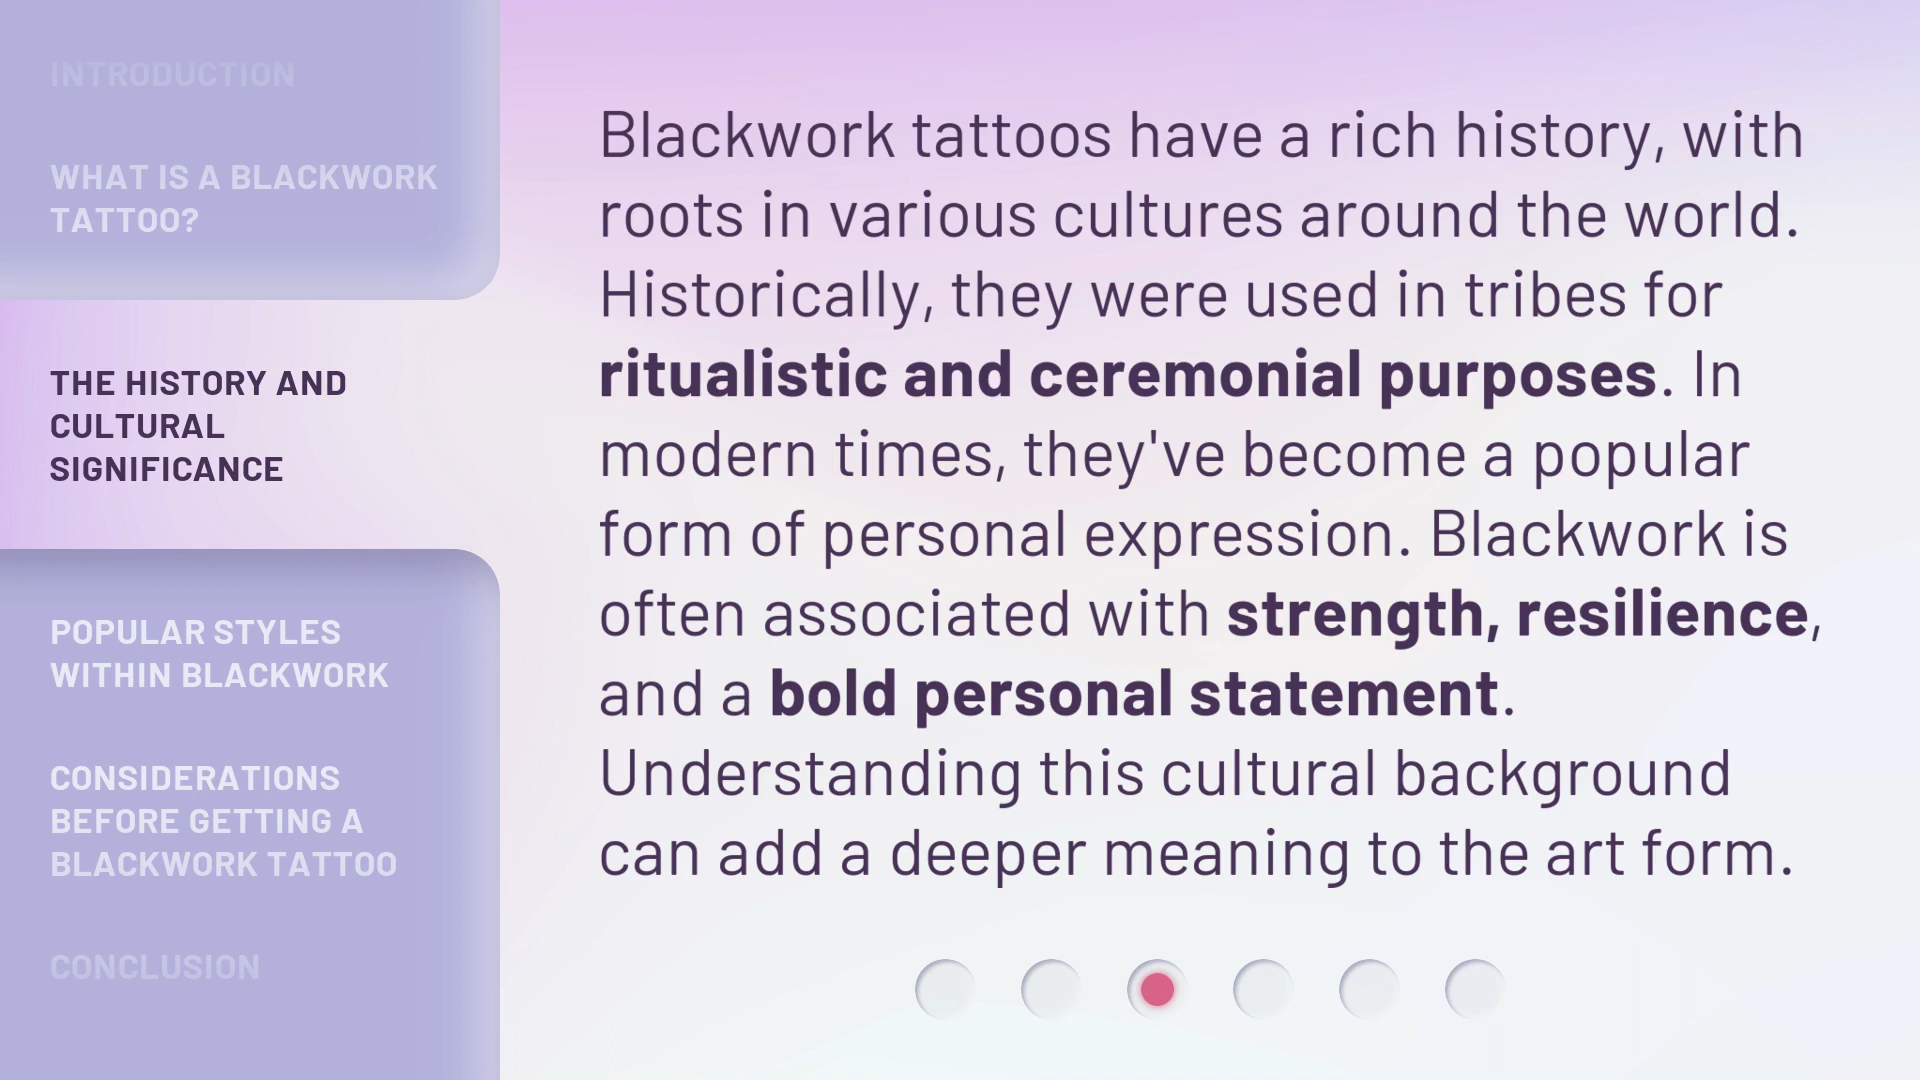 INTRODUCTION
WHAT IS A BLACKWORK
TATTOO?
THE HISTORY AND
CULTURAL
SIGNIFICANCE
POPULAR STYLES
WITHIN BLACKWORK
CONSIDERATIONS
BEFORE GETTING A
BLACKWORK TATTOO
CONCLUSION
Blackwork tattoos have a rich history, with
roots in various cultures around the world.
Historically, they were used in tribes for
ritualistic and ceremonial purposes. In
modern times, they've become a popular
form of personal expression. Blackwork is
often associated with strength, resilience,
and a bold personal statement.
Understanding this cultural background
can add a deeper meaning to the art form.